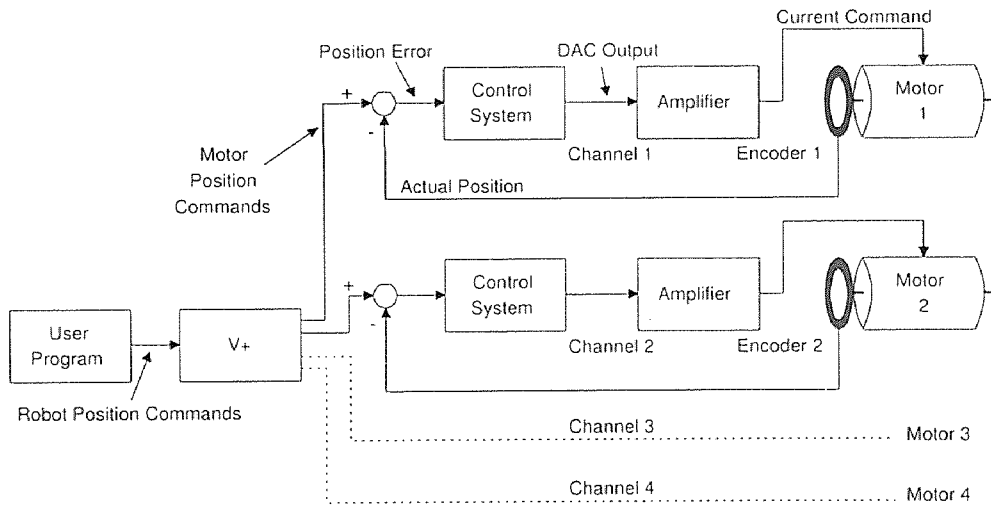 Current Command
Position Error
DAC Output
+
-
Control
System
Amplifier
Motor
1
Channel 1
Encoder 1
Motor
Position
Commands
Actual Position
+
-
Control
System
Amplifier
Motor
2
Channel 2
Encoder 2
User
Program
V+
Robot Position Commands
Channel 3
Motor 3
Channel 4
Motor 4